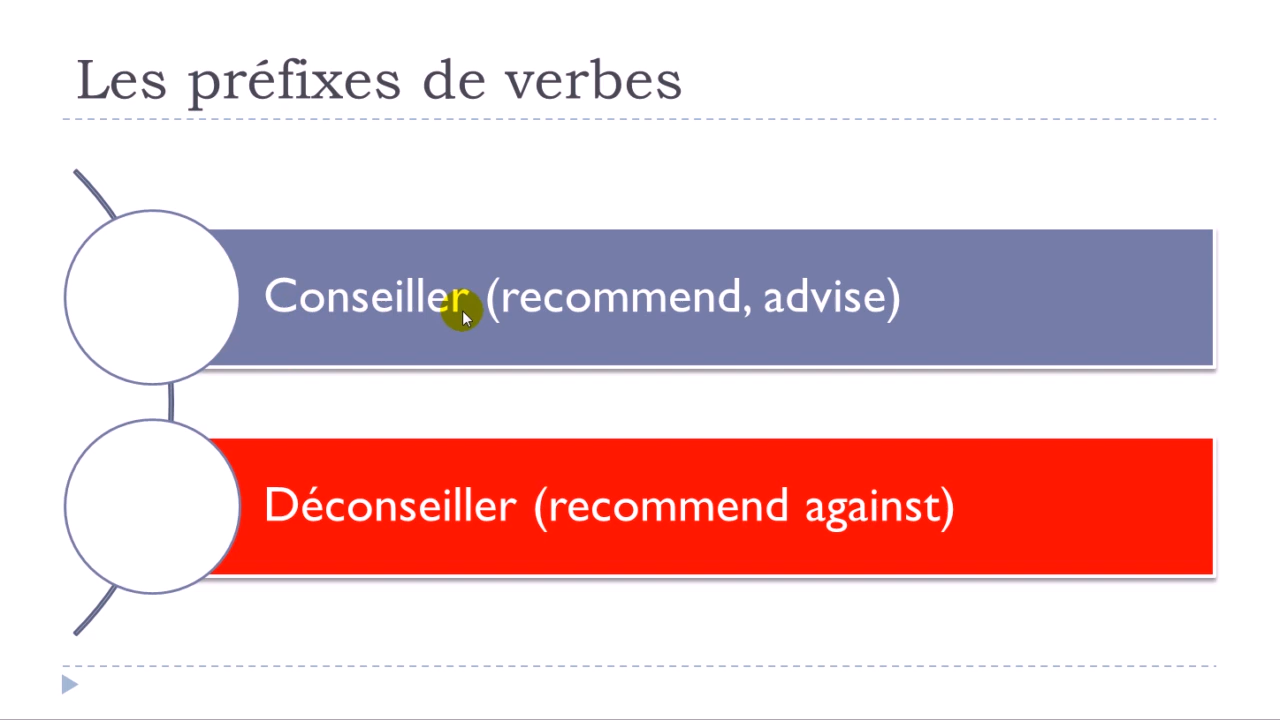 Les préfixes de verbes
Conseiller (recommend, advise)
Déconseiller (recommend against)